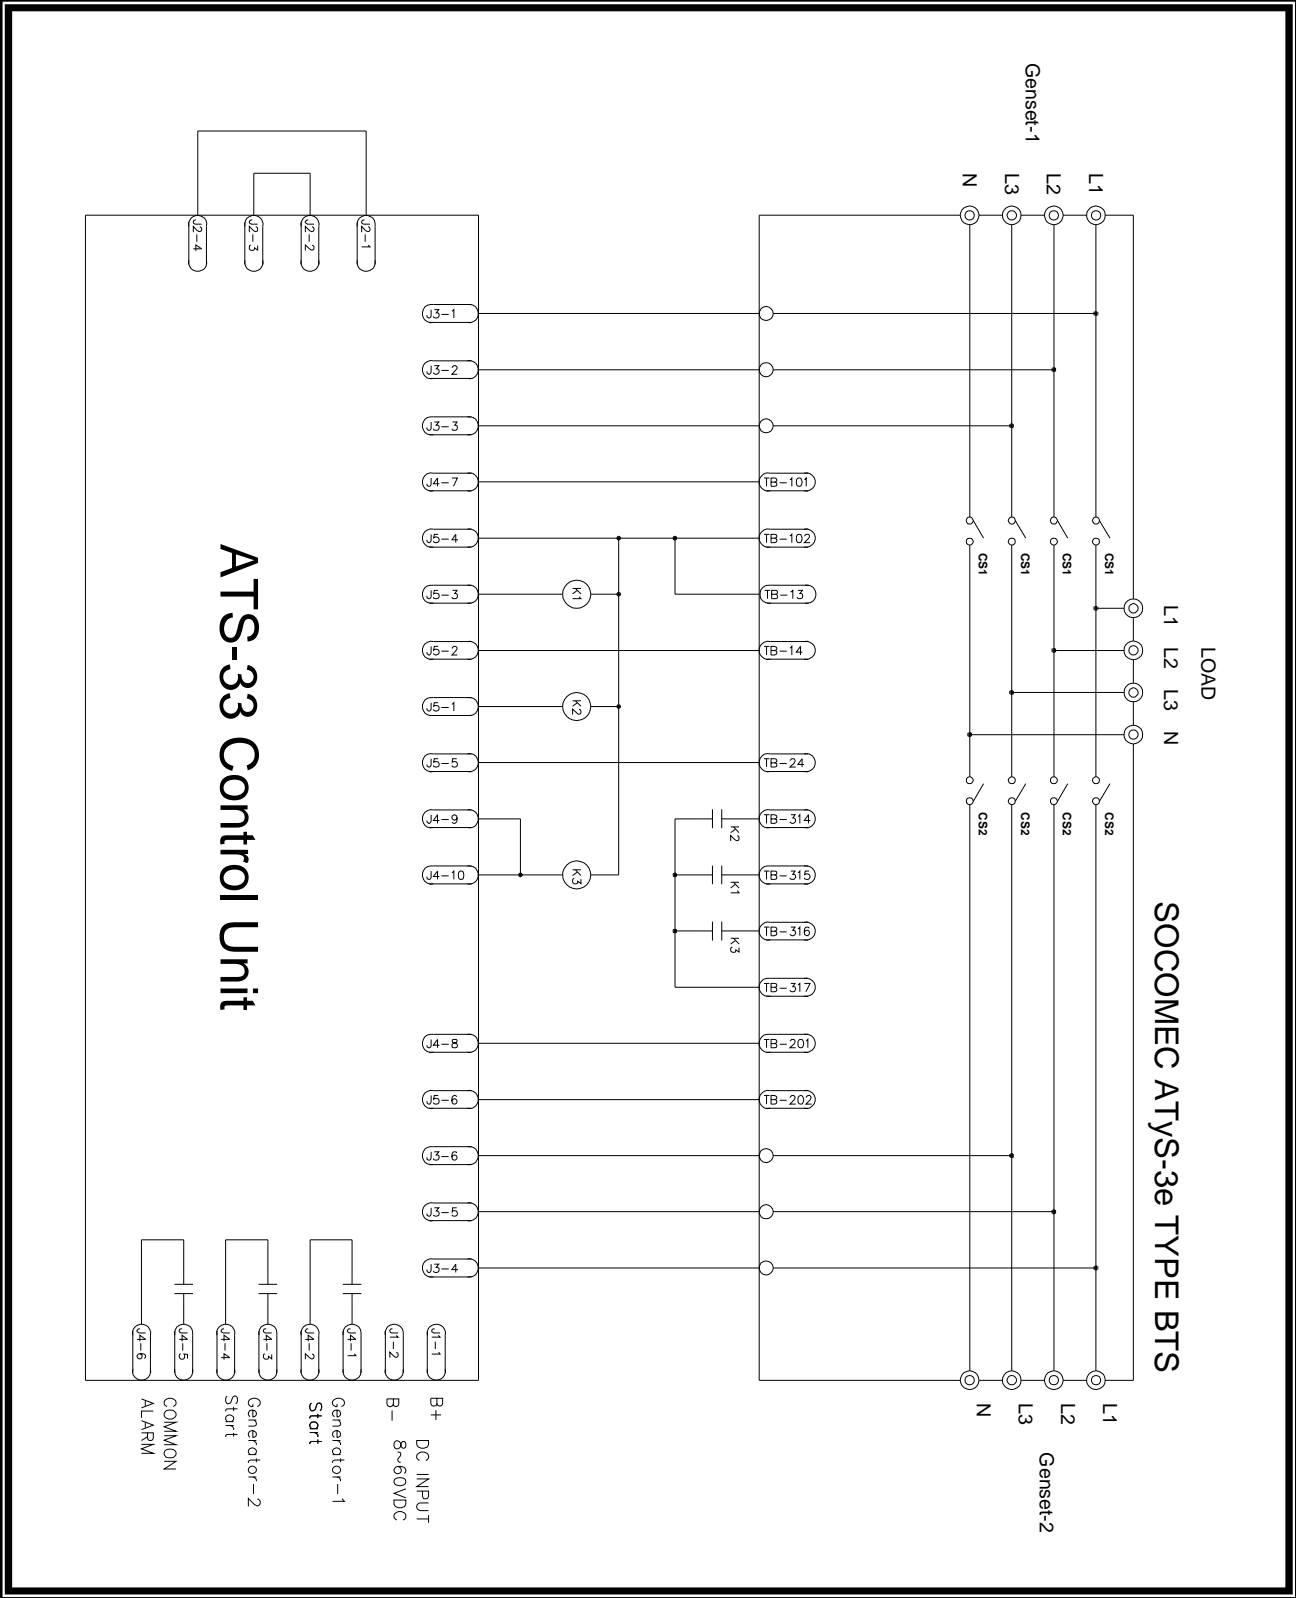 Genset-1
N
L3
L2
L1
J2-4
J2-3
J2-2
J2-1
J3-1
J3-2
J3-3
J4-7
TB-101
J5-4
TB-102
J5-3
K1
TB-13
J5-2
TB-14
J5-1
K2
J5-5
TB-24
J4-9
K2
TB-314
J4-10
K3
K1
TB-315
K3
TB-316
TB-317
J4-8
TB-201
J5-6
TB-202
J3-6
J3-5
J3-4
CS1
CS1
CS1
CS1
CS2
CS2
CS2
CS2
LOAD
L1
L2
L3
N
ATS-33 Control Unit
SOCOMEC ATyS-3e TYPE BTS
J4-6
J4-5
J4-4
J4-3
J4-2
J4-1
J1-2
J1-1
COMMON
ALARM
Generator-2
Start
Generator-1
Start
B+ DC INPUT
B- 8~60VDC
N
L3
L2
L1
Genset-2